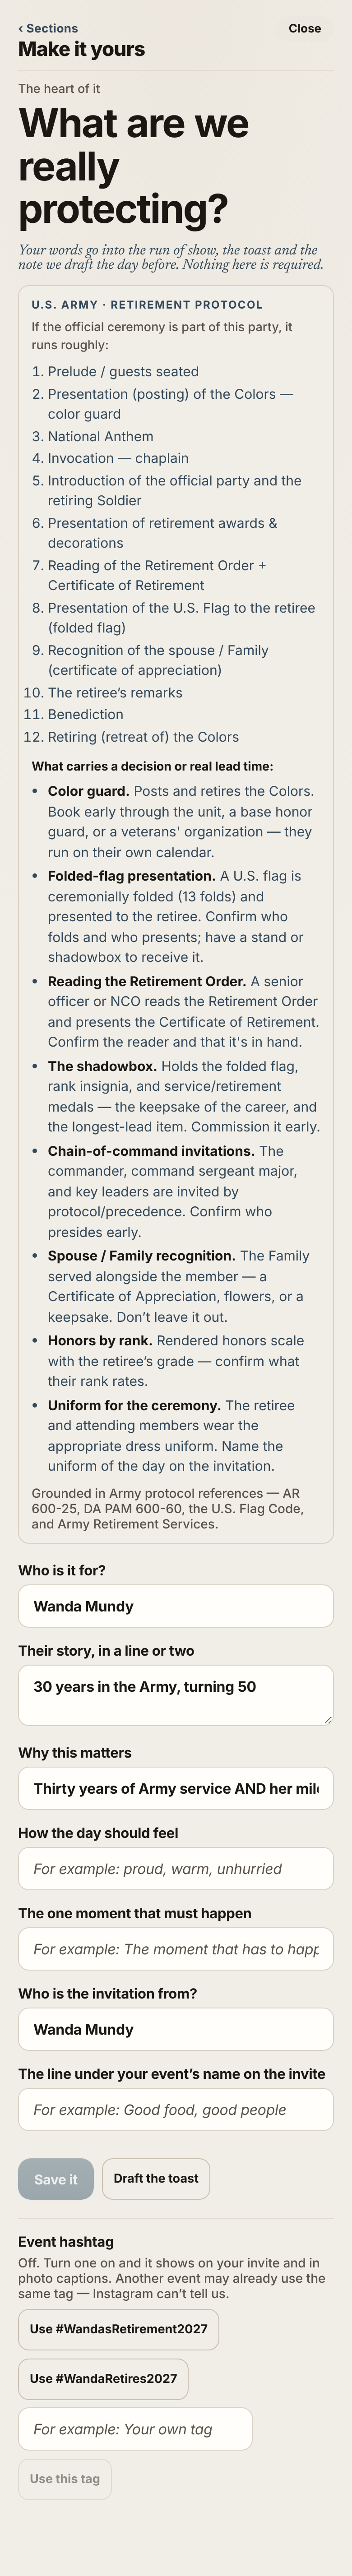 ‹ Sections
Close
Make it yours
The heart of it
What are we
really
protecting?
Your words go into the run of show, the toast and the
note we draft the day before. Nothing here is required.
U.S. ARMY · RETIREMENT PROTOCOL
If the official ceremony is part of this party, it
runs roughly:
1. Prelude / guests seated
2. Presentation (posting) of the Colors —
color guard
3. National Anthem
4. Invocation — chaplain
5. Introduction of the official party and the
retiring Soldier
6. Presentation of retirement awards &
decorations
7. Reading of the Retirement Order +
Certificate of Retirement
8. Presentation of the U.S. Flag to the retiree
(folded flag)
9. Recognition of the spouse / Family
(certificate of appreciation)
10. The retiree’s remarks
11. Benediction
12. Retiring (retreat of) the Colors
What carries a decision or real lead time:
• Color guard. Posts and retires the Colors.
Book early through the unit, a base honor
guard, or a veterans' organization — they
run on their own calendar.
• Folded-flag presentation. A U.S. flag is
ceremonially folded (13 folds) and
presented to the retiree. Confirm who
folds and who presents; have a stand or
shadowbox to receive it.
• Reading the Retirement Order. A senior
officer or NCO reads the Retirement Order
and presents the Certificate of Retirement.
Confirm the reader and that it's in hand.
• The shadowbox. Holds the folded flag,
rank insignia, and service/retirement
medals — the keepsake of the career, and
the longest-lead item. Commission it early.
• Chain-of-command invitations. The
commander, command sergeant major,
and key leaders are invited by
protocol/precedence. Confirm who
presides early.
• Spouse / Family recognition. The Family
served alongside the member — a
Certificate of Appreciation, flowers, or a
keepsake. Don’t leave it out.
• Honors by rank. Rendered honors scale
with the retiree’s grade — confirm what
their rank rates.
• Uniform for the ceremony. The retiree
and attending members wear the
appropriate dress uniform. Name the
uniform of the day on the invitation.
Grounded in Army protocol references — AR
600-25, DA PAM 600-60, the U.S. Flag Code,
and Army Retirement Services.
Who is it for?
Wanda Mundy
Their story, in a line or two
30 years in the Army, turning 50
Why this matters
Thirty years of Army service AND her
How the day should feel
For example: proud, warm, unhurried
The one moment that must happen
For example: The moment that has to
Who is the invitation from?
Wanda Mundy
The line under your event’s name on the invite
For example: Good food, good people
Save it
Draft the toast
Event hashtag
Off. Turn one on and it shows on your invite and in
photo captions. Another event may already use the
same tag — Instagram can’t tell us.
Use #WandasRetirement2027
Use #WandaRetires2027
For example: Your own tag
Use this tag